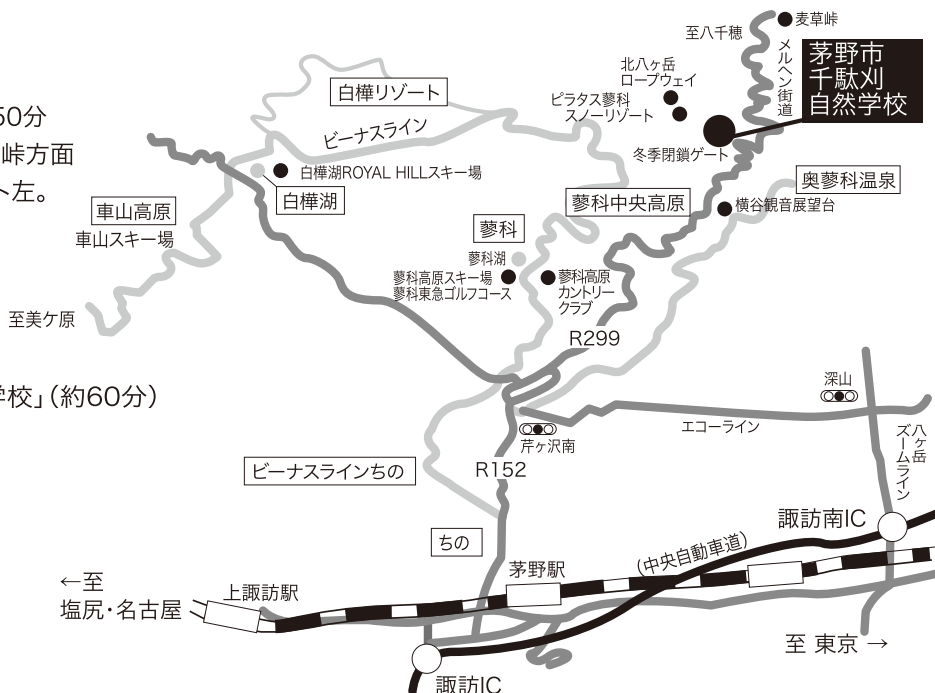 麦草峠
至八千穂
メルヘン街道
茅野市
千駄刈
自然学校
北八ヶ岳
ロープウェイ
ピラタス蓼科
スノーリゾート
冬季閉鎖ゲート
白樺リゾート
ビーナスライン
50分
峠方面
ト左。
白樺湖ROYAL HILLスキー場
白樺湖
車山高原
車山スキー場
奥蓼科温泉
横谷観音展望台
蓼科中央高原
蓼科
蓼科湖
蓼科高原スキー場
蓼科東急ゴルフコース
蓼科高原
カントリー
クラブ
至美ケ原
R299
学校」(約60分)
深山
エコーライン
芹ヶ沢南
八ヶ岳
ズームライン
ビーナスラインちの
R152
諏訪南IC
ちの
(中央自動車道)
茅野駅
←至
塩尻・名古屋
上諏訪駅
至 東京 →
諏訪IC